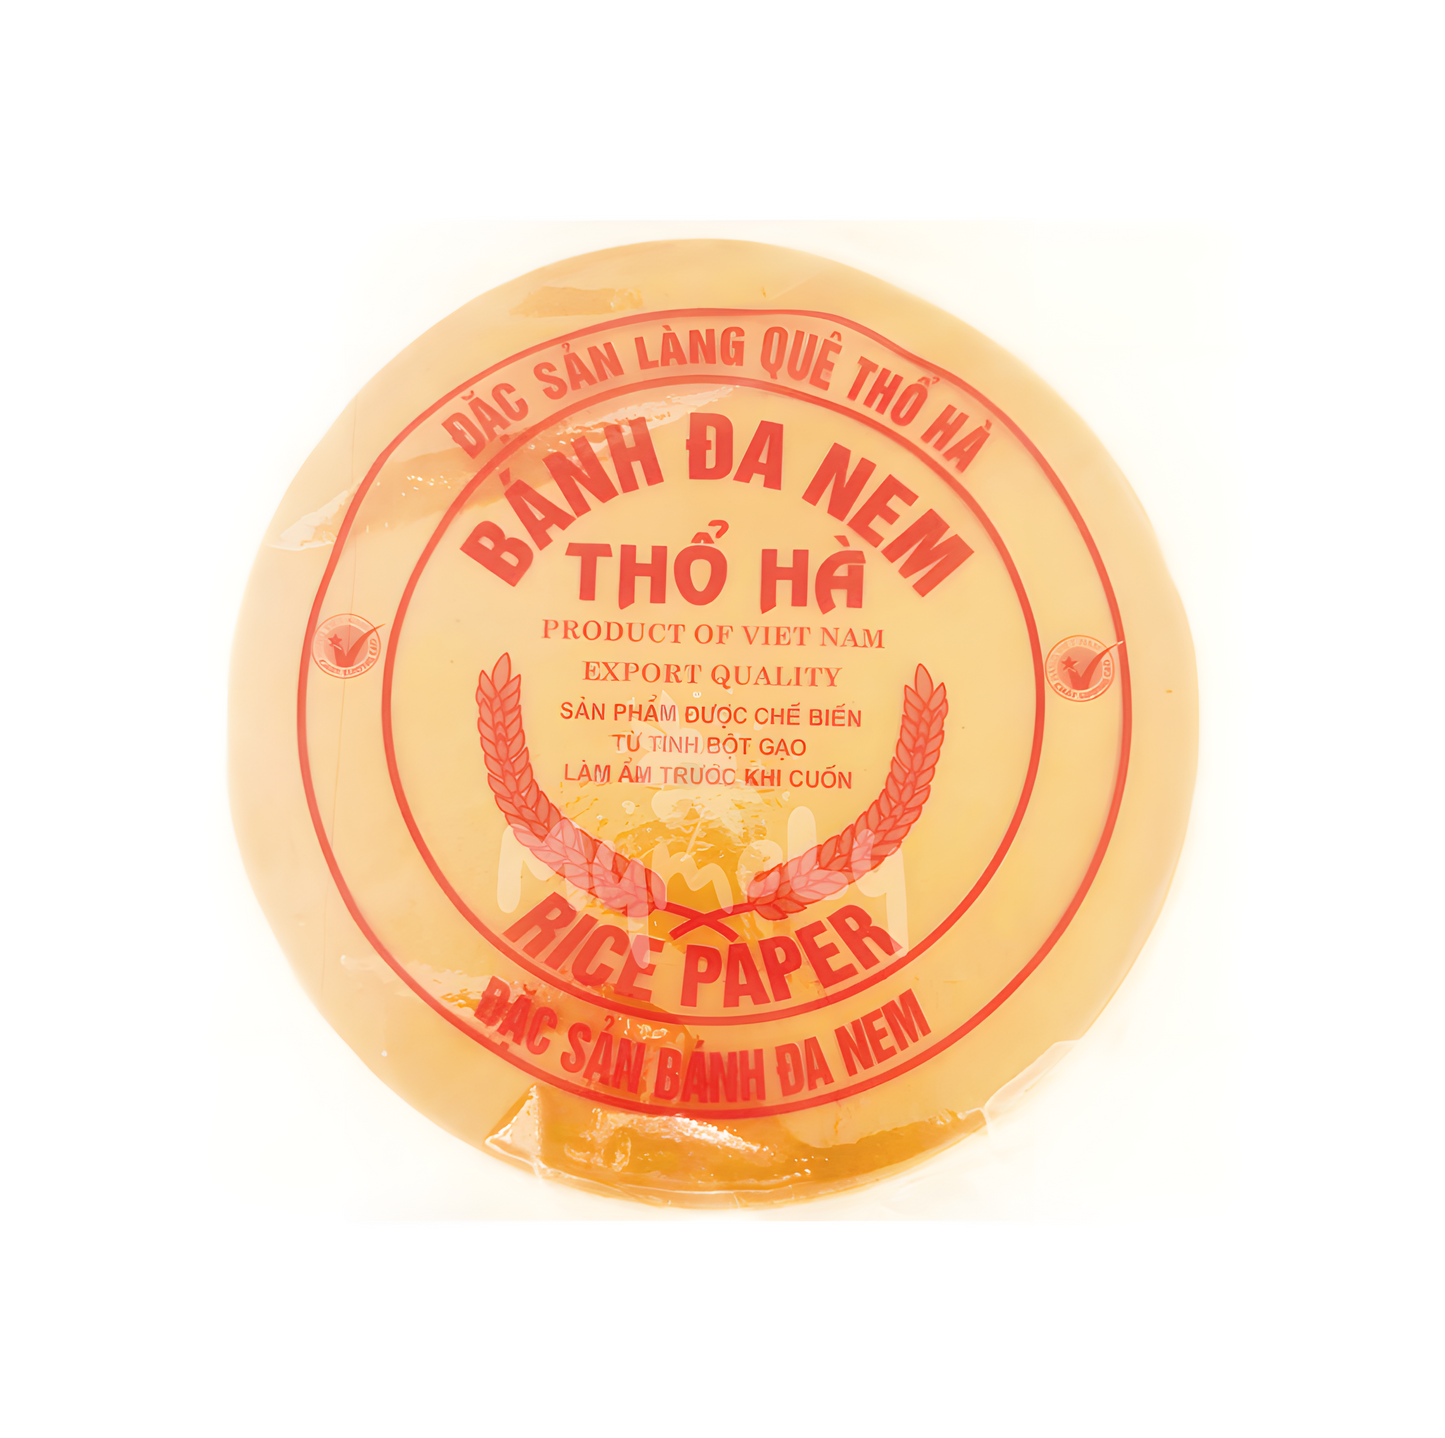 ĐẶC SẢN LÀNG QUÊ THỔ HÀ
BÁNH ĐA NEM
THỔ HÀ
PRODUCT OF VIET NAM
EXPORT QUALITY
SẢN PHẨM ĐƯỢC CHẾ BIẾN
TỪ TINH BỘT GẠO
LÀM ẨM TRƯỚC KHI CUỐN
Mymoly
RICE PAPER
ĐẶC SẢN BÁNH ĐA NEM